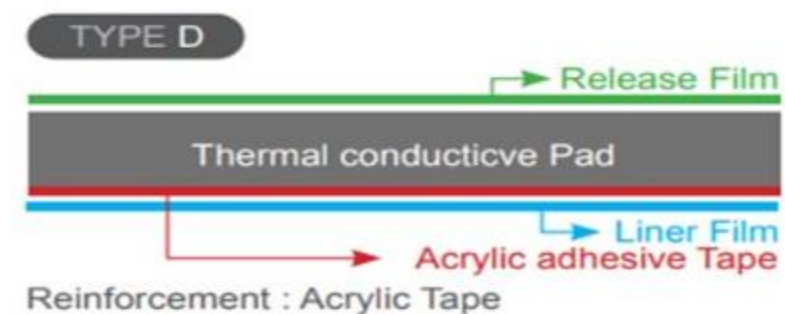 TYPE D
Release Film
Thermal conducticve Pad
Liner Film
Acrylic adhesive Tape
Reinforcement : Acrylic Tape